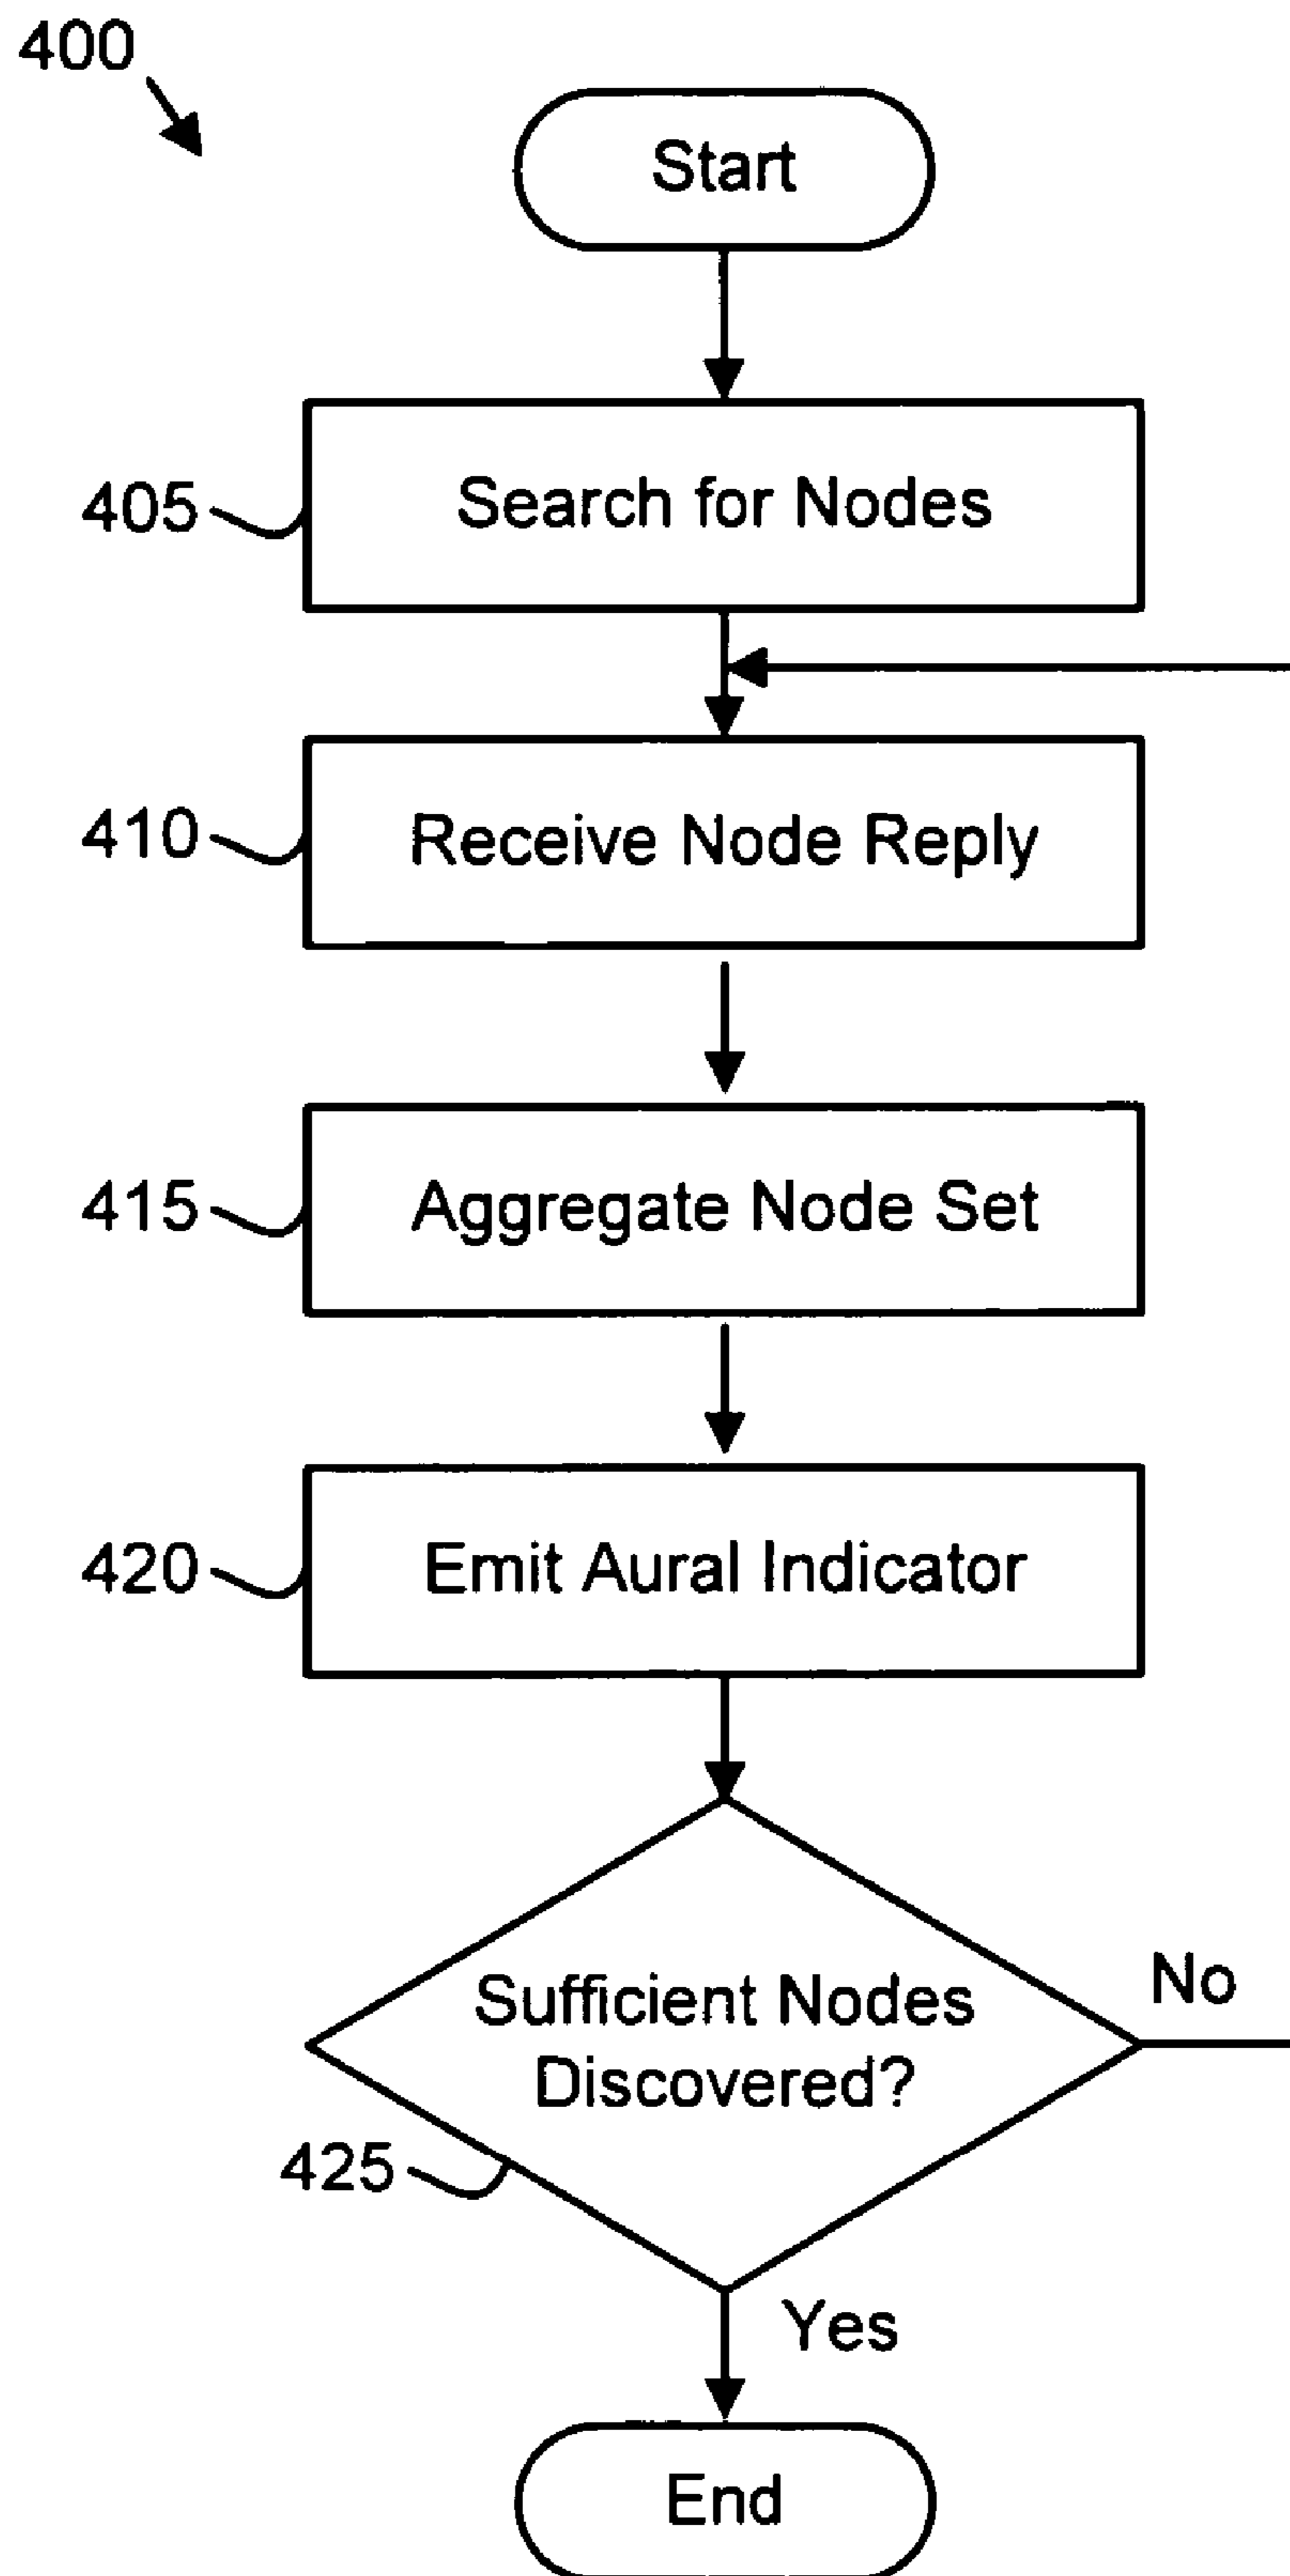 400
Start
405
Search for Nodes
410
Receive Node Reply
415
Aggregate Node Set
420
Emit Aural Indicator
No
Sufficient Nodes
Discovered?
425
Yes
End